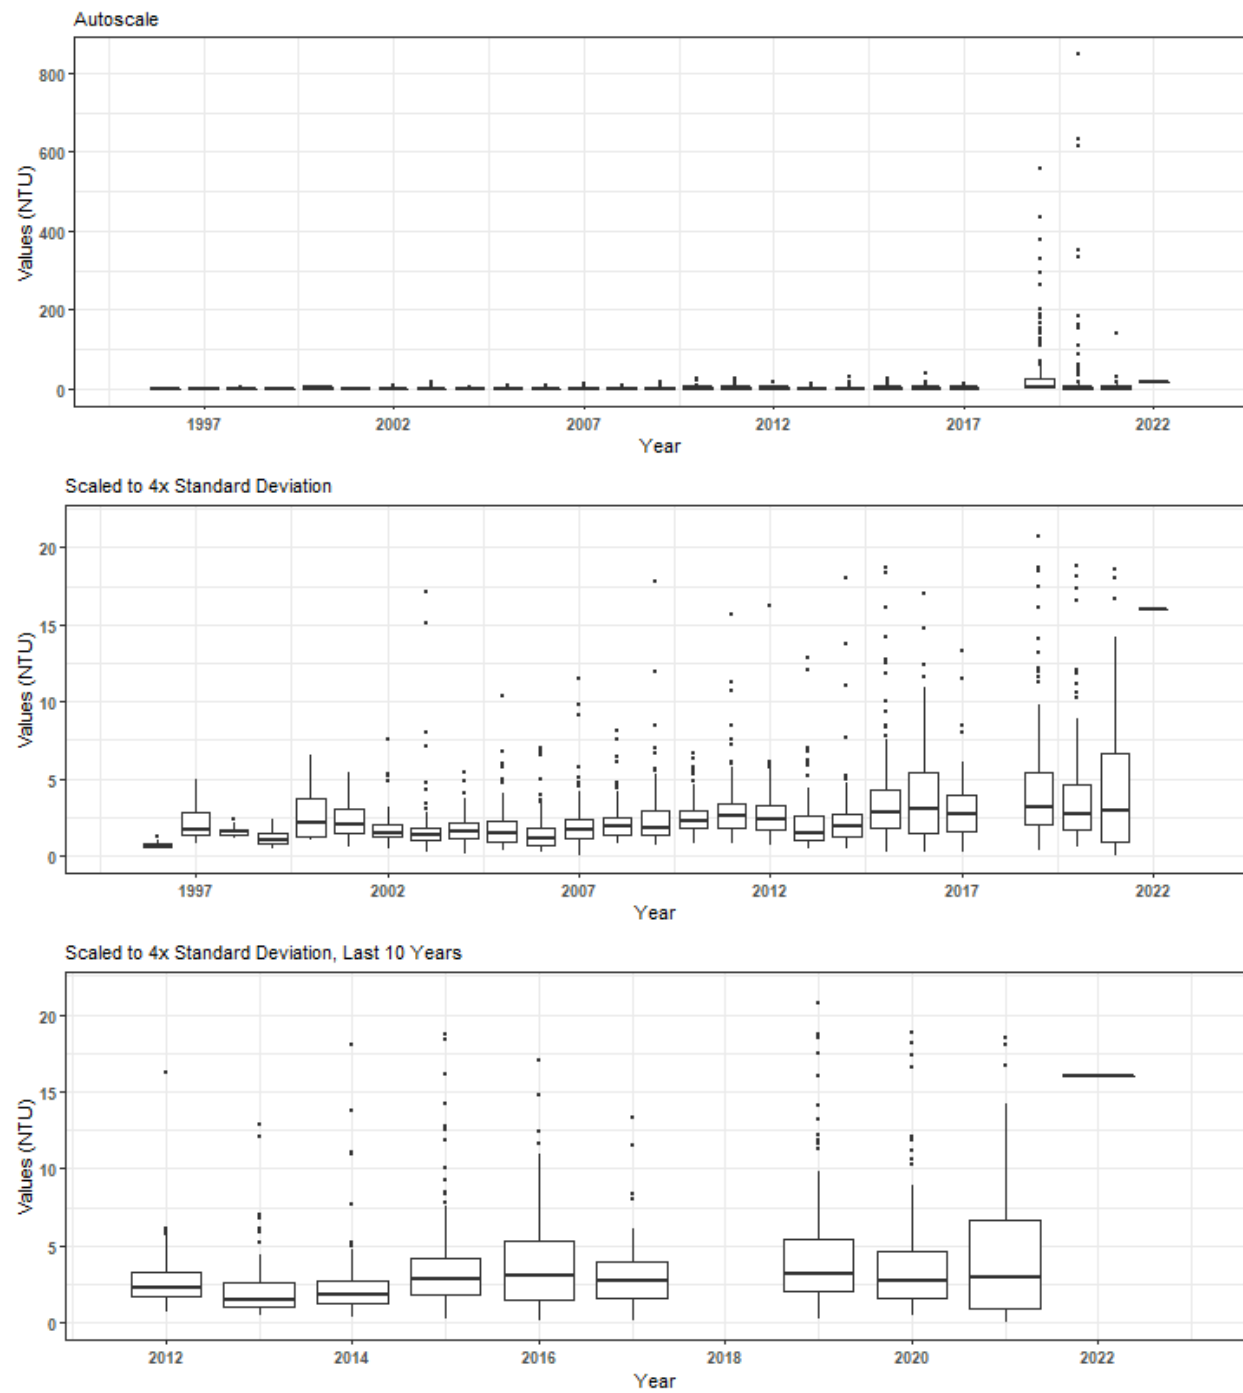 Autoscale
800
600
400
200
0
Values (NTU)
1997 2002 2007 2012 2017 2022
Year
Scaled to 4x Standard Deviation
20
15
10
5
0
Values (NTU)
1997 2002 2007 2012 2017 2022
Year
Scaled to 4x Standard Deviation, Last 10 Years
20
15
10
5
0
Values (NTU)
2012 2014 2016 2018 2020 2022
Year